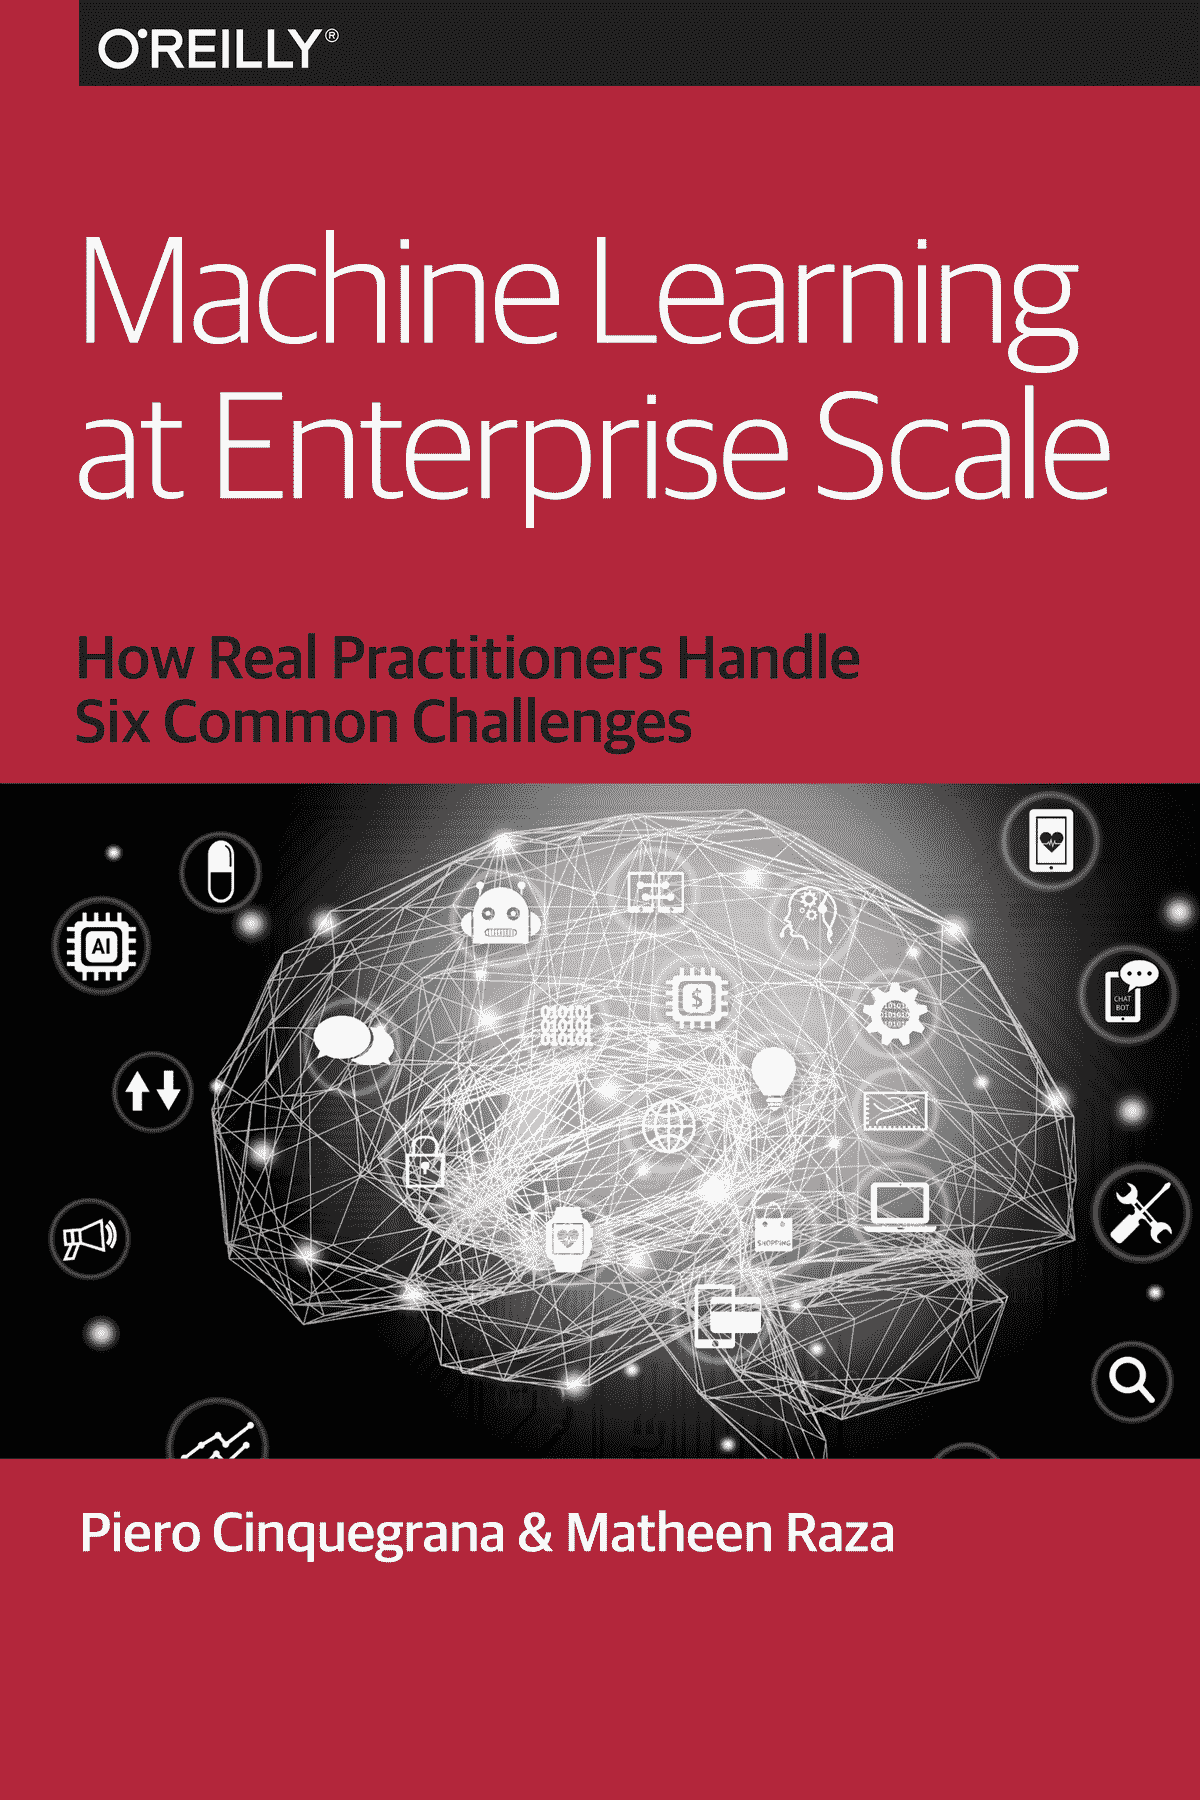 O'REILLY®
Machine Learning
at Enterprise Scale
How Real Practitioners Handle
Six Common Challenges
AI
$
010101
CHAT
BOT
SHOPPING
Piero Cinquegrana & Matheen Raza